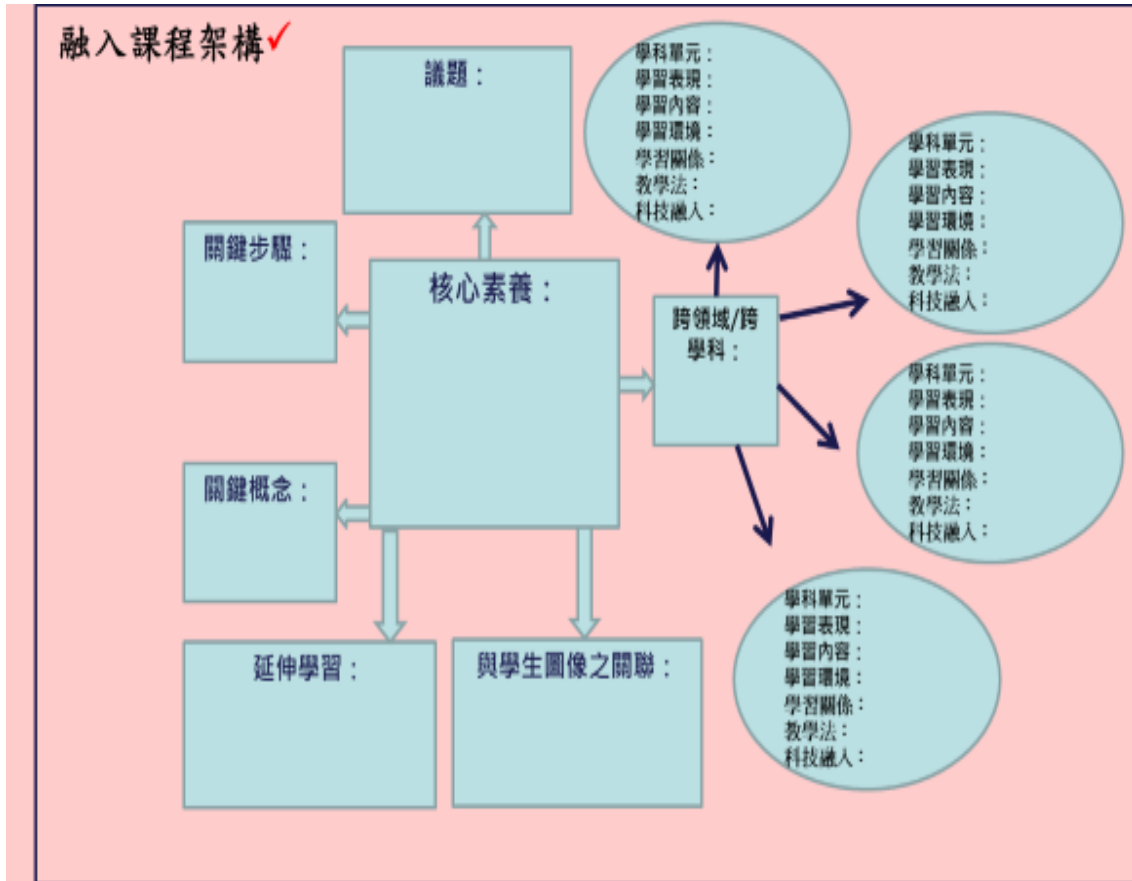 融入課程架構✓
議題：
關鍵步驟：
核心素養：
關鍵概念：
延伸學習：
與學生圖像之關聯：
跨領域/跨
學科：
學科單元：
學習表現：
學習內容：
學習環境：
學習關係：
教學法：
科技融入：
學科單元：
學習表現：
學習內容：
學習環境：
學習關係：
教學法：
科技融入：
學科單元：
學習表現：
學習內容：
學習環境：
學習關係：
教學法：
科技融入：
學科單元：
學習表現：
學習內容：
學習環境：
學習關係：
教學法：
科技融入：